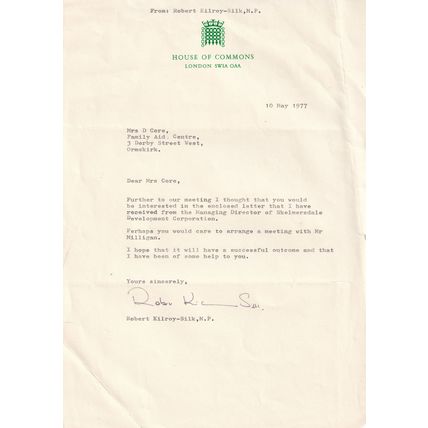 From: Robert Kilroy-Silk,M.P.
HOUSE OF COMMONS
LONDON SW1A 0AA
10 May 1977
Mrs D Gore,
Family Aid Centre,
3 Derby Street West,
Ormskirk.
Dear Mrs Gore,
Further to our meeting I thought that you would
be interested in the enclosed letter that I have
received from the Managing Director of Skelmersdale
Development Corporation.
Perhaps you would care to arrange a meeting with Mr
Milligan.
I hope that it will have a successful outcome and that
I have been of some help to you.
Yours sincerely,
Robert Kilroy-Silk,M.P.